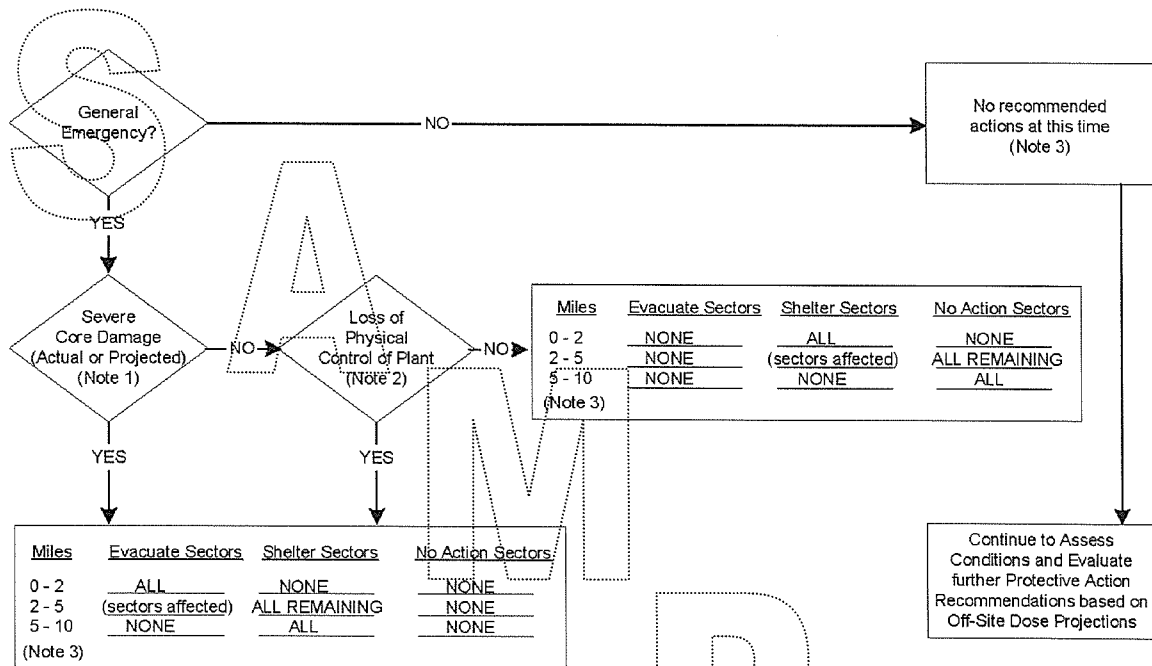 General
Emergency?
NO
No recommended
actions at this time
(Note 3)
YES
Severe
Core Damage
(Actual or Projected)
(Note 1)
NO
Loss of
Physical
Control of Plant
(Note 2)
NO
Miles Evacuate Sectors Shelter Sectors No Action Sectors
0 - 2 NONE ALL NONE
2 - 5 NONE (sectors affected) ALL REMAINING
5 - 10 NONE NONE ALL
(Note 3)
YES
YES
Miles Evacuate Sectors Shelter Sectors No Action Sectors
0 - 2 ALL NONE NONE
2 - 5 (sectors affected) ALL REMAINING NONE
5 - 10 NONE ALL NONE
(Note 3)
Continue to Assess
Conditions and Evaluate
further Protective Action
Recommendations based on
Off-Site Dose Projections
S
A
M